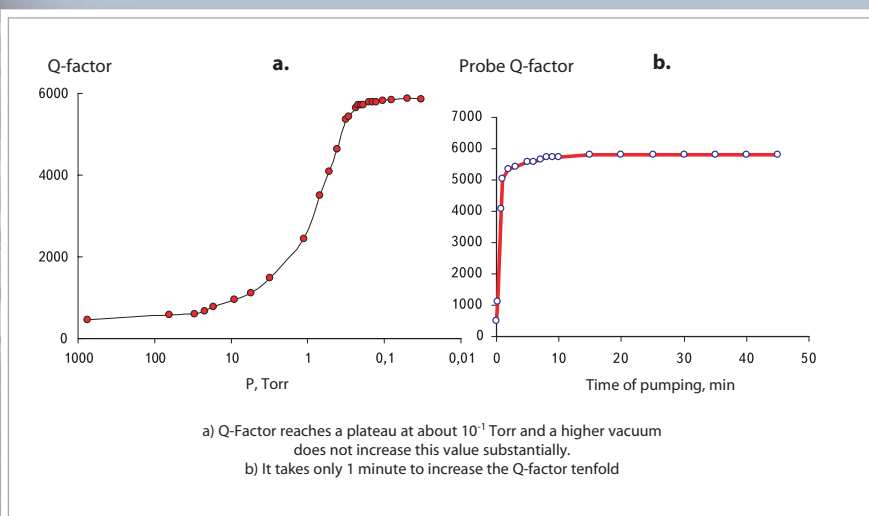 Q-factor
a.
6000
4000
2000
0
1000 100 10 1 0,1 0,01
P, Torr
Probe Q-factor
b.
7000
6000
5000
4000
3000
2000
1000
0
0 10 20 30 40 50
Time of pumping, min
a) Q-Factor reaches a plateau at about 10⁻¹ Torr and a higher vacuum
does not increase this value substantially.
b) It takes only 1 minute to increase the Q-factor tenfold